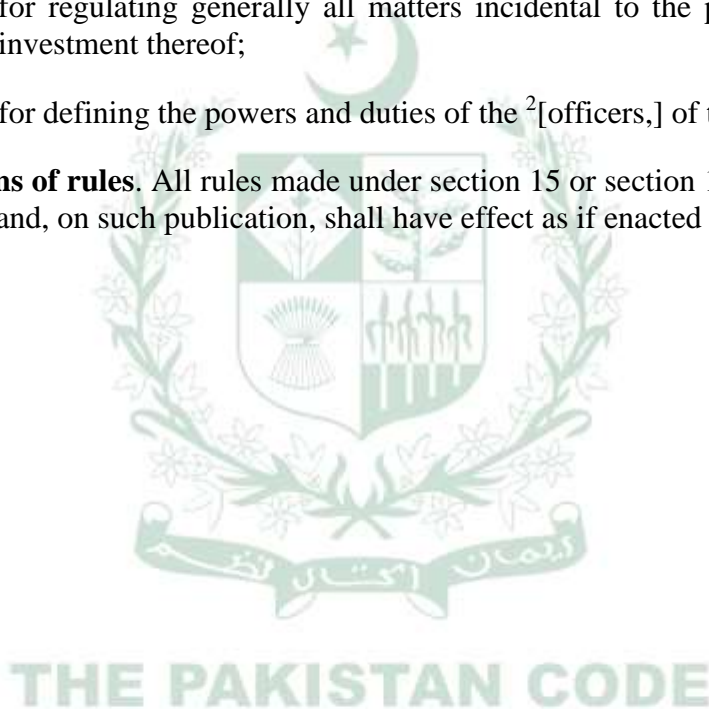 for regulating generally all matters incidental to the
investment thereof;
for defining the powers and duties of the ²[officers,] of
ns of rules. All rules made under section 15 or section 1
and, on such publication, shall have effect as if enacted
THE PAKISTAN CODE